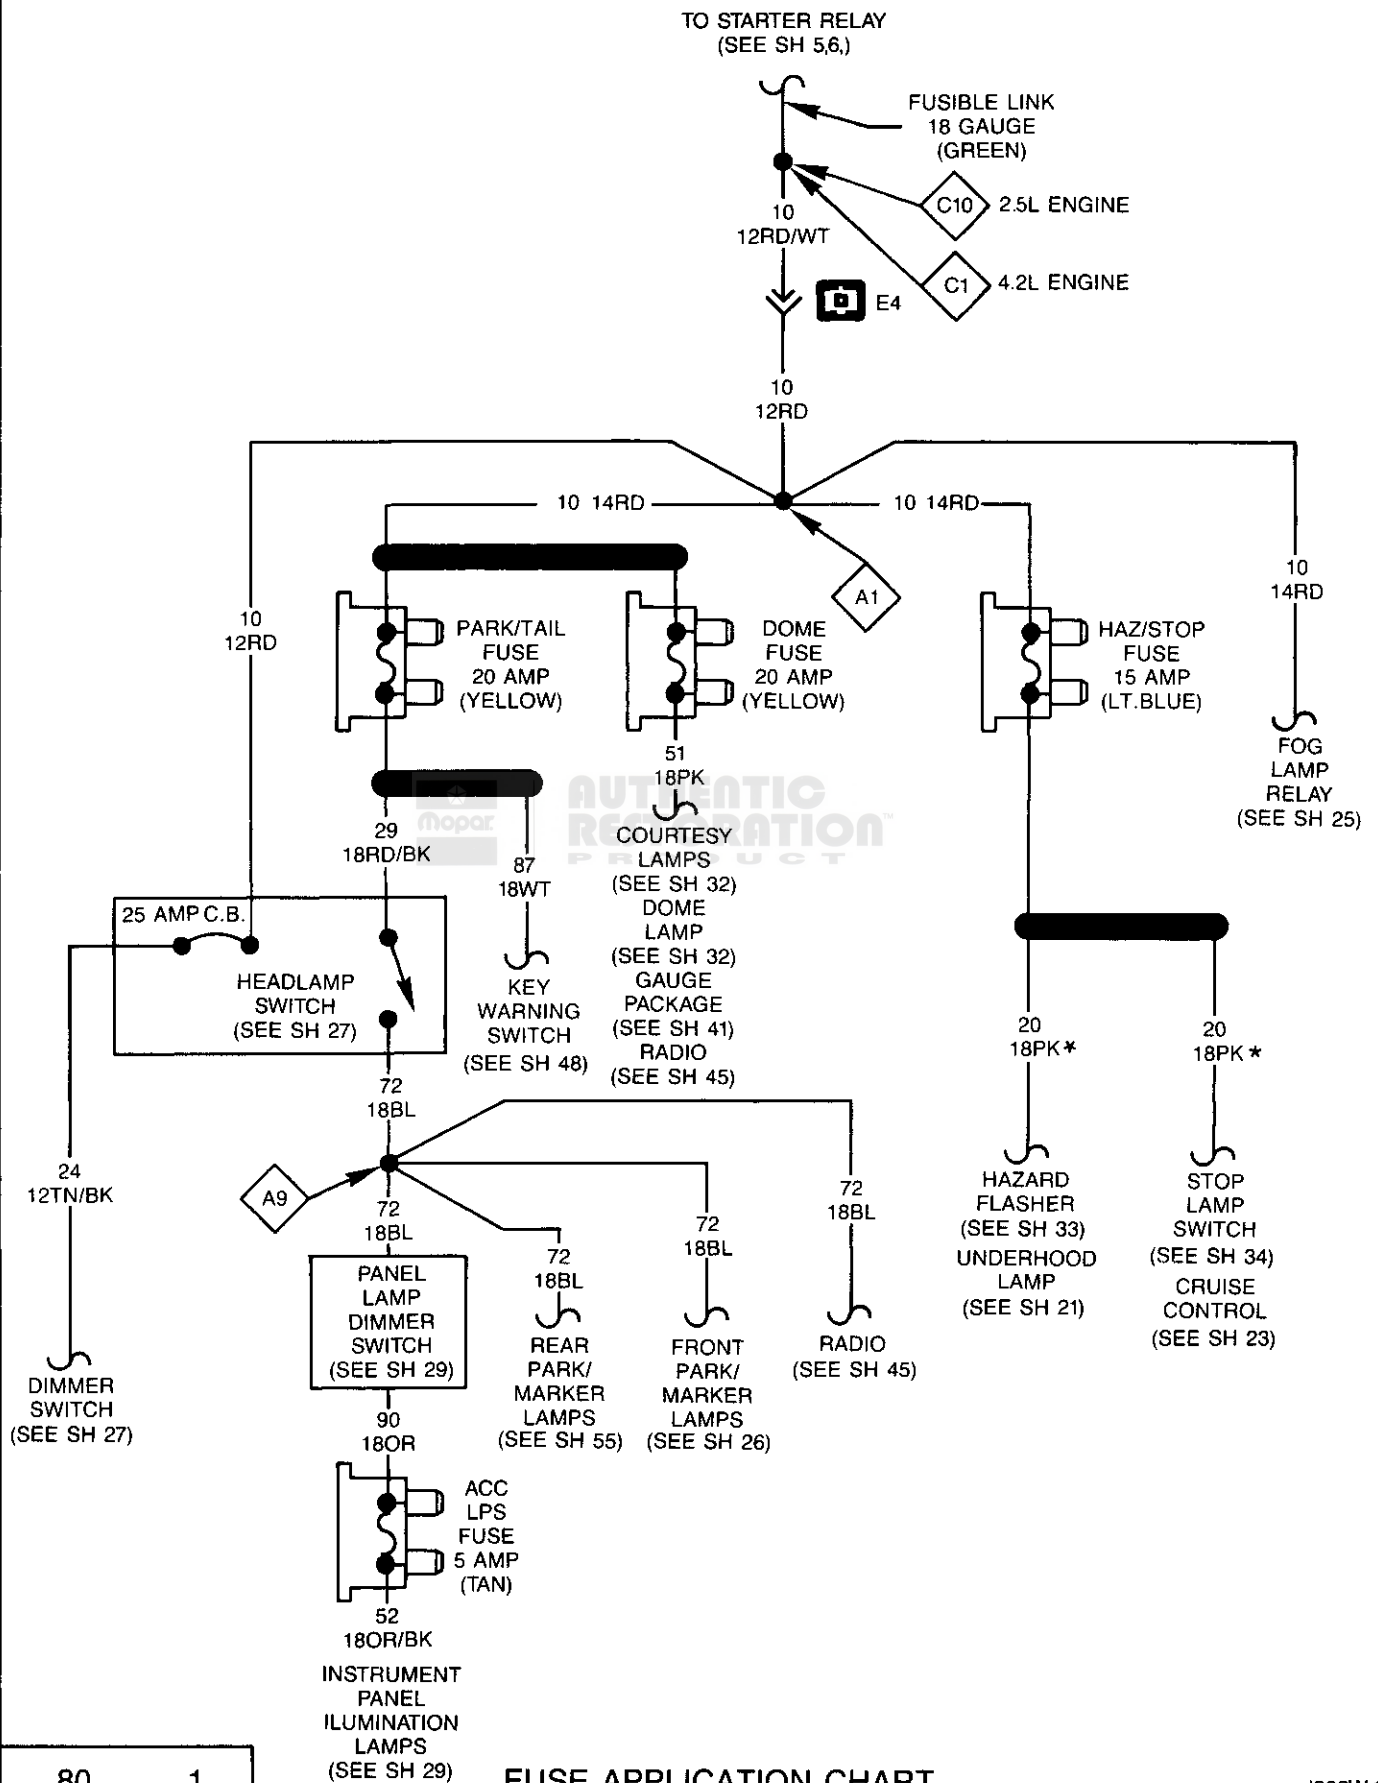 TO STARTER RELAY
(SEE SH 5,6,)
FUSIBLE LINK
18 GAUGE
(GREEN)
C10 2.5L ENGINE
10
12RD/WT
C1 4.2L ENGINE
E4
10
12RD
10 14RD
10 14RD
A1
10
14RD
10
12RD
PARK/TAIL
FUSE
20 AMP
(YELLOW)
DOME
FUSE
20 AMP
(YELLOW)
HAZ/STOP
FUSE
15 AMP
(LT.BLUE)
FOG
LAMP
RELAY
(SEE SH 25)
51
18PK
Mopar
AUTHENTIC
RESTORATION™
PRODUCT
29
18RD/BK
87
18WT
COURTESY
LAMPS
(SEE SH 32)
DOME
LAMP
(SEE SH 32)
GAUGE
PACKAGE
(SEE SH 41)
RADIO
(SEE SH 45)
25 AMP C.B.
HEADLAMP
SWITCH
(SEE SH 27)
KEY
WARNING
SWITCH
(SEE SH 48)
20
18PK*
20
18PK*
72
18BL
A9
24
12TN/BK
72
18BL
72
18BL
72
18BL
72
18BL
HAZARD
FLASHER
(SEE SH 33)
UNDERHOOD
LAMP
(SEE SH 21)
STOP
LAMP
SWITCH
(SEE SH 34)
CRUISE
CONTROL
(SEE SH 23)
PANEL
LAMP
DIMMER
SWITCH
(SEE SH 29)
REAR
PARK/
MARKER
LAMPS
(SEE SH 55)
FRONT
PARK/
MARKER
LAMPS
(SEE SH 26)
RADIO
(SEE SH 45)
DIMMER
SWITCH
(SEE SH 27)
90
18OR
ACC
LPS
FUSE
5 AMP
(TAN)
52
18OR/BK
INSTRUMENT
PANEL
ILUMINATION
LAMPS
(SEE SH 29)
80 1
FUSE APPLICATION CHART